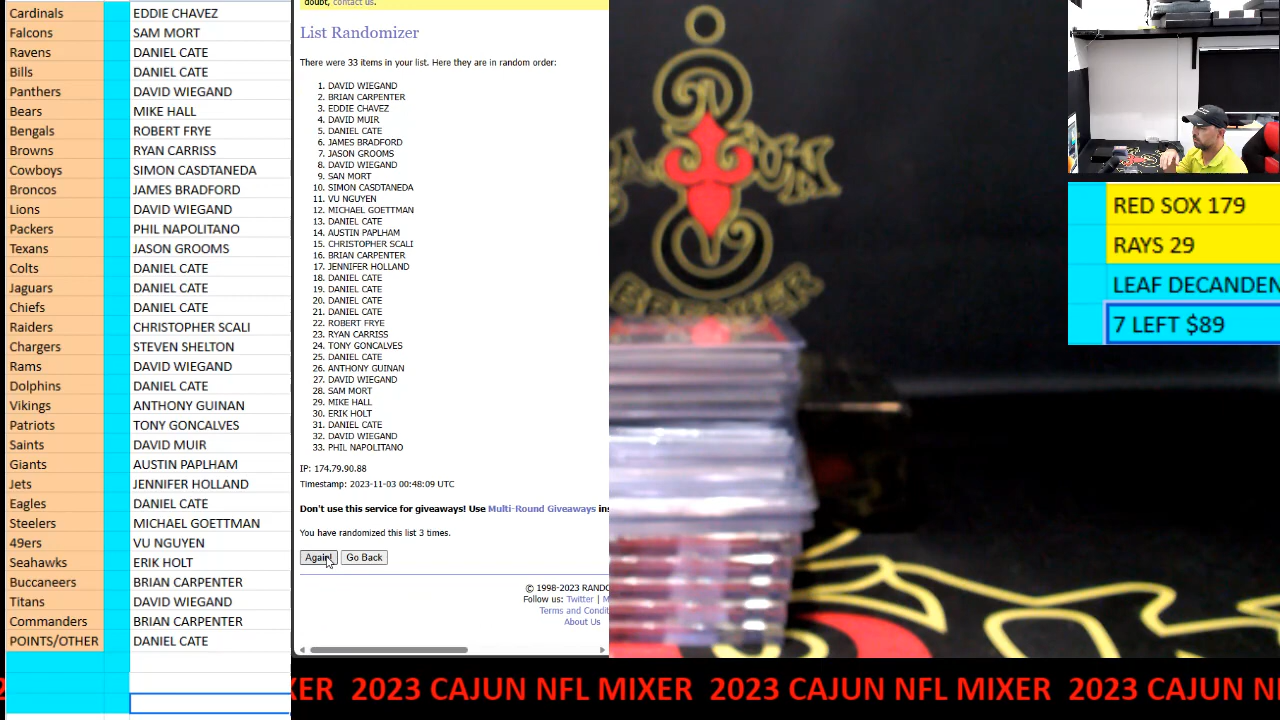 Cardinals EDDIE CHAVEZ
Falcons SAM MORT
Ravens DANIEL CATE
Bills DANIEL CATE
Panthers DAVID WIEGAND
Bears MIKE HALL
Bengals ROBERT FRYE
Browns RYAN CARRISS
Cowboys SIMON CASDTANEDA
Broncos JAMES BRADFORD
Lions DAVID WIEGAND
Packers PHIL NAPOLITANO
Texans JASON GROOMS
Colts DANIEL CATE
Jaguars DANIEL CATE
Chiefs DANIEL CATE
Raiders CHRISTOPHER SCALI
Chargers STEVEN SHELTON
Rams DAVID WIEGAND
Dolphins DANIEL CATE
Vikings ANTHONY GUINAN
Patriots TONY GONCALVES
Saints DAVID MUIR
Giants AUSTIN PAPLHAM
Jets JENNIFER HOLLAND
Eagles DANIEL CATE
Steelers MICHAEL GOETTMAN
49ers VU NGUYEN
Seahawks ERIK HOLT
Buccaneers BRIAN CARPENTER
Titans DAVID WIEGAND
Commanders BRIAN CARPENTER
POINTS/OTHER DANIEL CATE
doubt, contact us.
List Randomizer
There were 33 items in your list. Here they are in random order:
1. DAVID WIEGAND
2. BRIAN CARPENTER
3. EDDIE CHAVEZ
4. DAVID MUIR
5. DANIEL CATE
6. JAMES BRADFORD
7. JASON GROOMS
8. DAVID WIEGAND
9. SAN MORT
10. SIMON CASDTANEDA
11. VU NGUYEN
12. MICHAEL GOETTMAN
13. DANIEL CATE
14. AUSTIN PAPLHAM
15. CHRISTOPHER SCALI
16. BRIAN CARPENTER
17. JENNIFER HOLLAND
18. DANIEL CATE
19. DANIEL CATE
20. DANIEL CATE
21. DANIEL CATE
22. ROBERT FRYE
23. RYAN CARRISS
24. TONY GONCALVES
25. DANIEL CATE
26. ANTHONY GUINAN
27. DAVID WIEGAND
28. SAM MORT
29. MIKE HALL
30. ERIK HOLT
31. DANIEL CATE
32. DAVID WIEGAND
33. PHIL NAPOLITANO
IP: 174.79.90.88
Timestamp: 2023-11-03 00:48:09 UTC
Don't use this service for giveaways! Use Multi-Round Giveaways ins
You have randomized this list 3 times.
Again! Go Back
© 1998-2023 RANDO
Follow us: Twitter | M
Terms and Condit
About Us
RED SOX 179
RAYS 29
LEAF DECANDEN
7 LEFT $89
XER 2023 CAJUN NFL MIXER 2023 CAJUN NFL MIXER 2023 CAJUN N